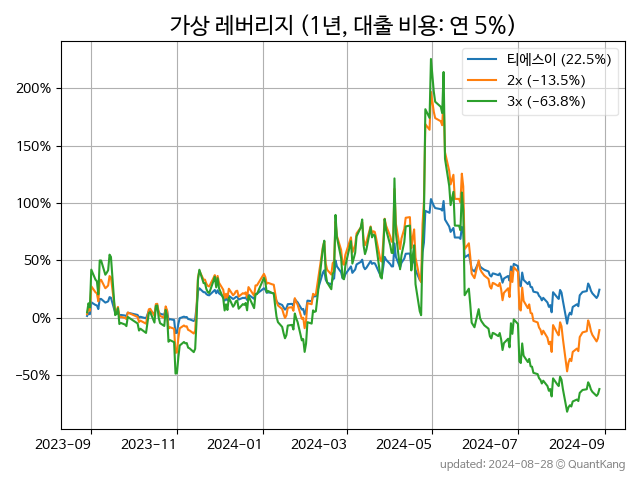 가상 레버리지 (1년, 대출 비용: 연 5%)
티에스이 (22.5%)
2x (−13.5%)
3x (−63.8%)
200%
150%
100%
50%
0%
−50%
2023-09 2023-11 2024-01 2024-03 2024-05 2024-07 2024-09
updated: 2024-08-28 © QuantKang